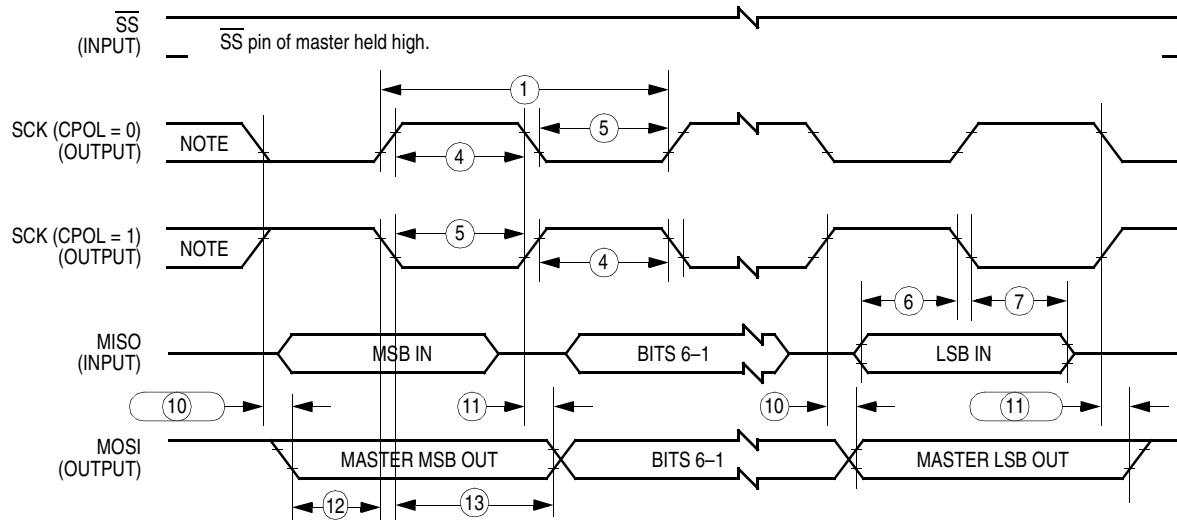 SS
(INPUT)
SS pin of master held high.
1
SCK (CPOL = 0)
(OUTPUT)
NOTE
5
4
SCK (CPOL = 1)
(OUTPUT)
NOTE
5
4
6
7
MISO
(INPUT)
MSB IN
BITS 6–1
LSB IN
10
11
10
11
MOSI
(OUTPUT)
MASTER MSB OUT
BITS 6–1
MASTER LSB OUT
12
13